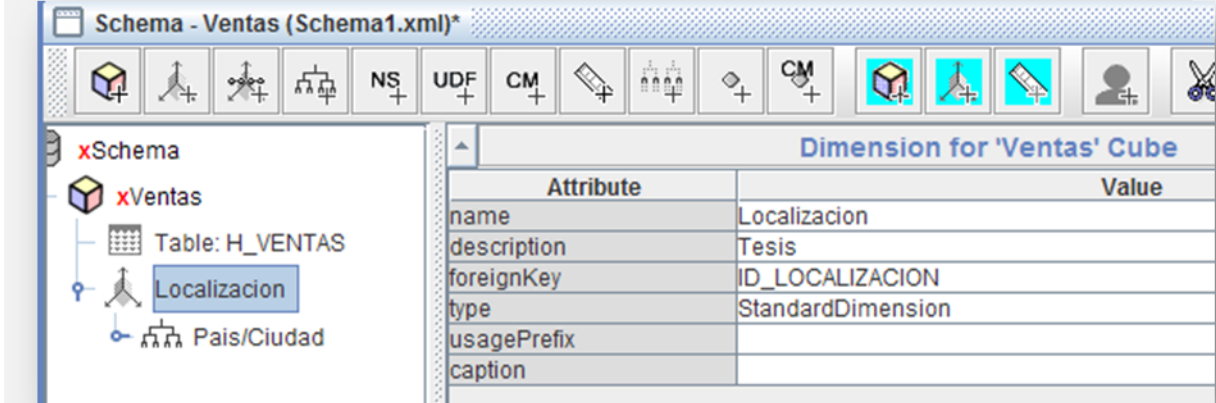 Schema - Ventas (Schema1.xml)*
NS UDF CM CM
xSchema
xVentas
Table: H_VENTAS
Localizacion
Pais/Ciudad
Dimension for 'Ventas' Cube
Attribute Value
name Localizacion
description Tesis
foreignKey ID_LOCALIZACION
type StandardDimension
usagePrefix
caption